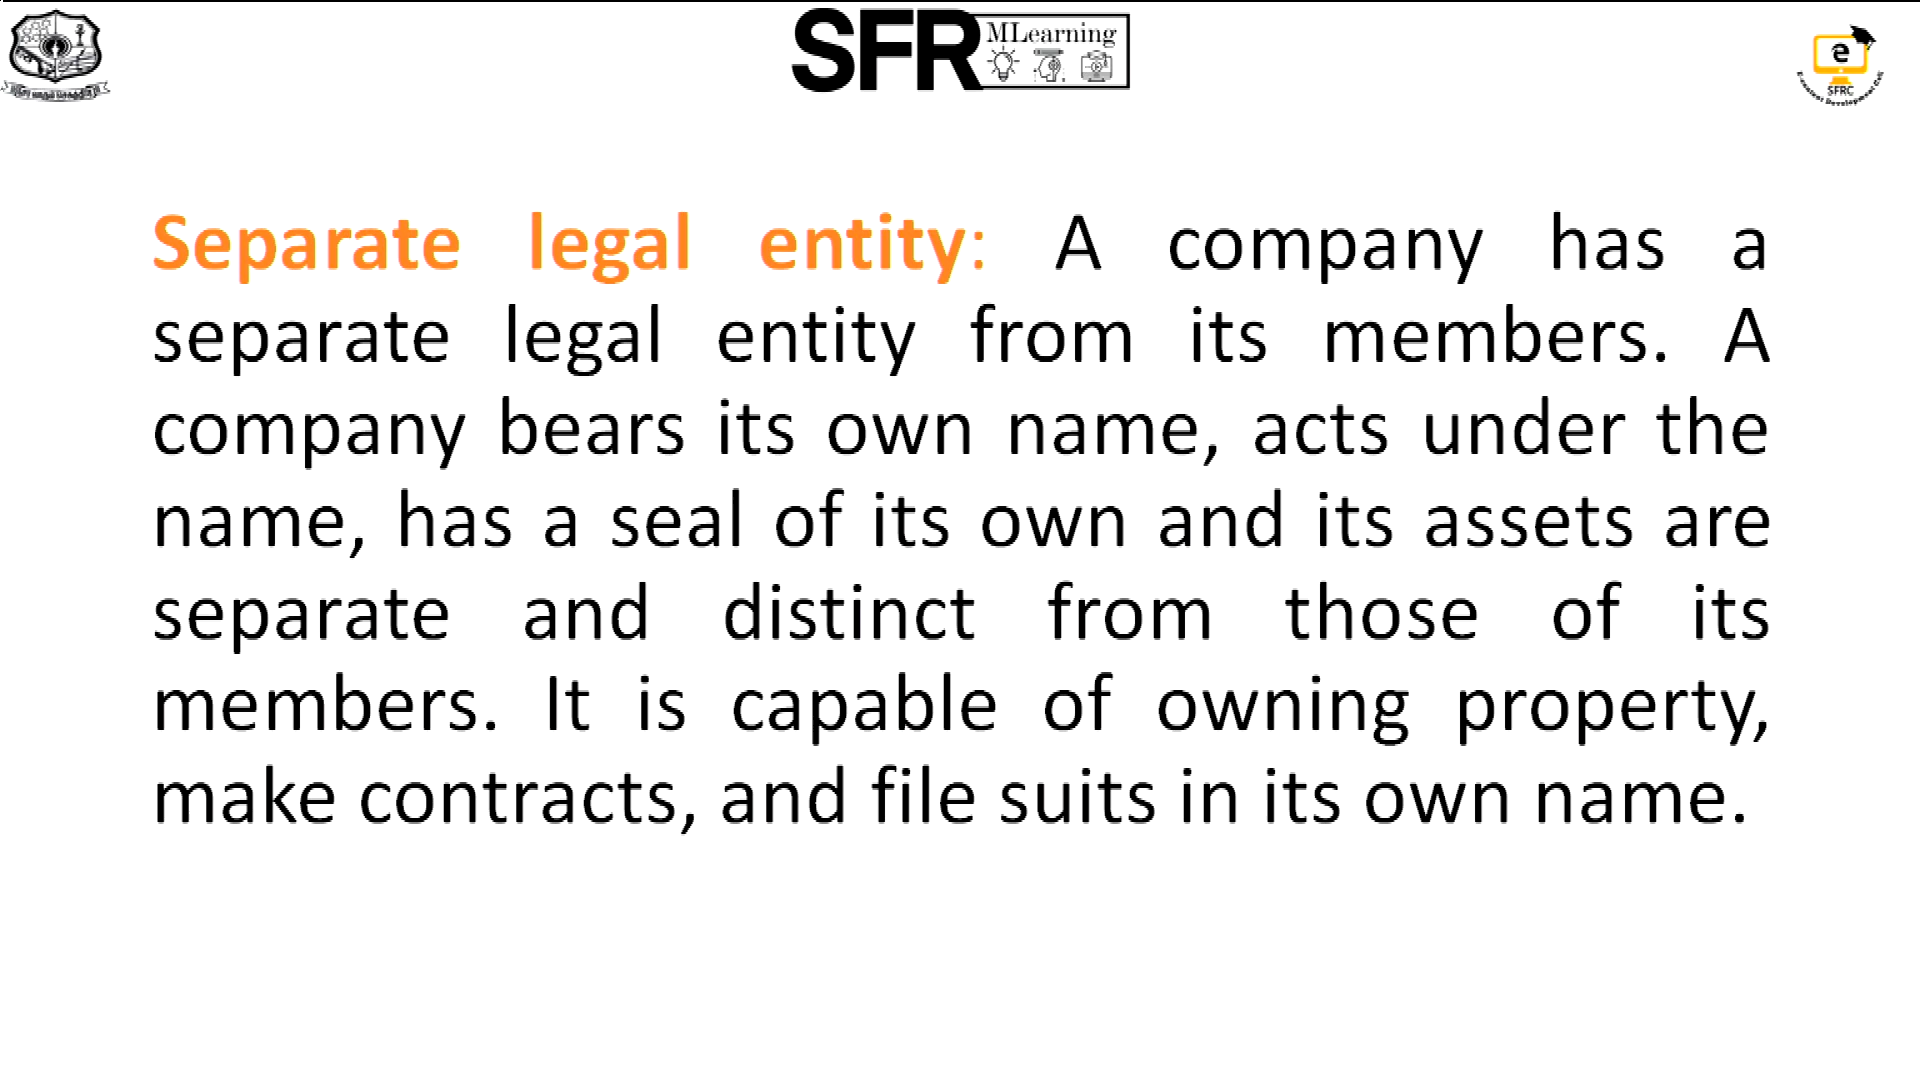 SFR MLearning
e
SFRC
Separate legal entity: A company has a
separate legal entity from its members. A
company bears its own name, acts under the
name, has a seal of its own and its assets are
separate and distinct from those of its
members. It is capable of owning property,
make contracts, and file suits in its own name.